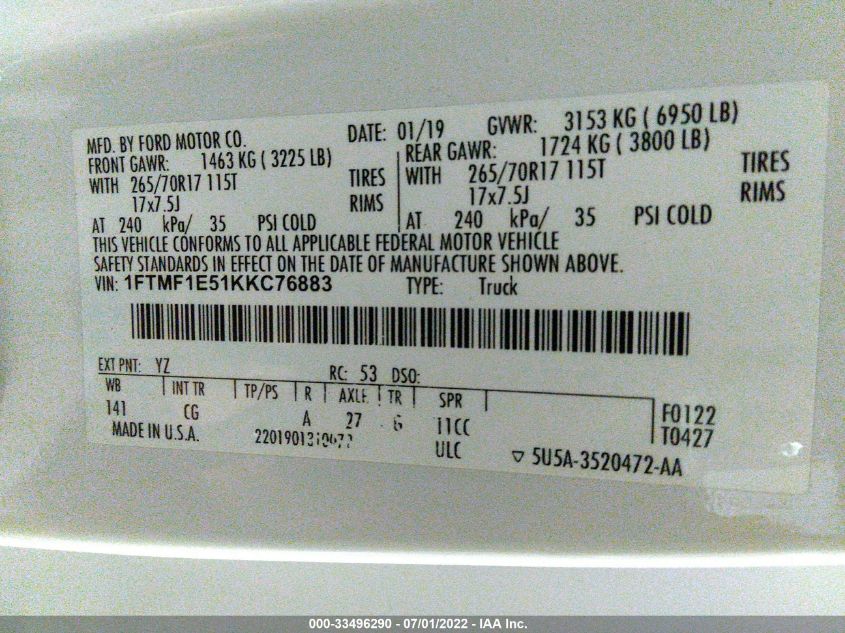 MFD. BY FORD MOTOR CO. DATE: 01/19 GVWR: 3153 KG ( 6950 LB)
FRONT GAWR: 1463 KG ( 3225 LB) REAR GAWR: 1724 KG ( 3800 LB)
WITH 265/70R17 115T TIRES WITH 265/70R17 115T TIRES
17x7.5J RIMS 17x7.5J RIMS
AT 240 kPa/ 35 PSI COLD AT 240 kPa/ 35 PSI COLD
THIS VEHICLE CONFORMS TO ALL APPLICABLE FEDERAL MOTOR VEHICLE
SAFETY STANDARDS IN EFFECT ON THE DATE OF MANUFACTURE SHOWN ABOVE.
VIN: 1FTMF1E51KKC76883 TYPE: Truck
EXT PNT: YZ RC: 53 DSO:
WB INT TR TP/PS R AXLE TR SPR
141 CG A 27 6 11CC F0122
MADE IN U.S.A. ULC T0427
▽ 5U5A-3520472-AA
000-33496290 - 07/01/2022 - IAA Inc.